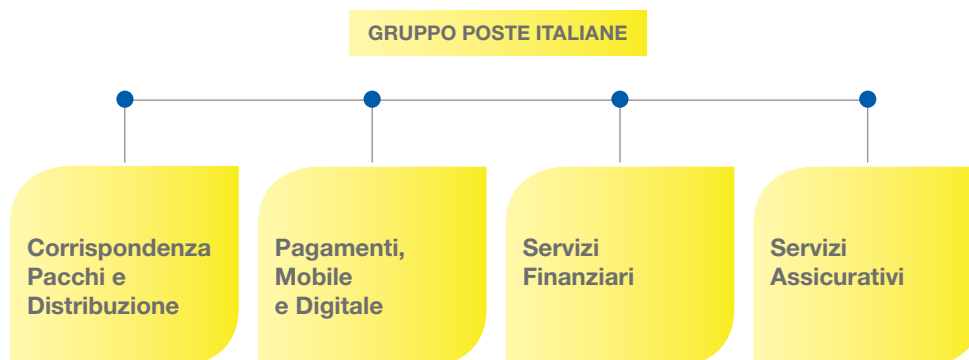 GRUPPO POSTE ITALIANE
Corrispondenza
Pacchi e
Distribuzione
Pagamenti,
Mobile
e Digitale
Servizi
Finanziari
Servizi
Assicurativi